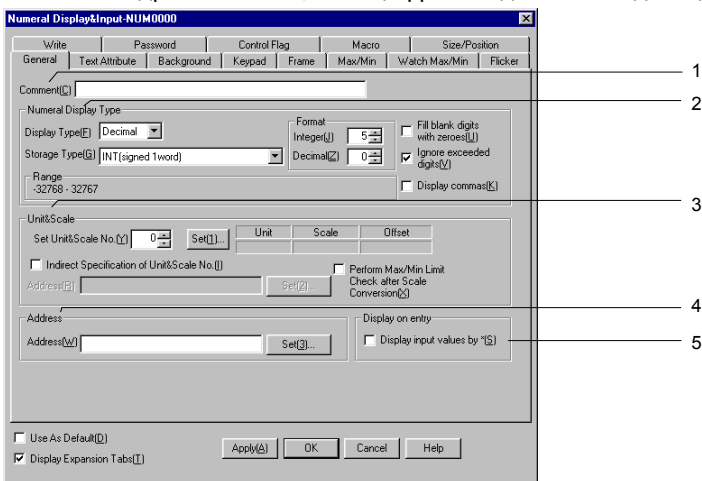 Numeral Display&Input-NUM0000
Write Password Control Flag Macro Size/Position
General Text Attribute Background Keypad Frame Max/Min Watch Max/Min Flicker
1
Comment(C)
2
Numeral Display Type
Display Type(F) Decimal
Format
Integer(J) 5
Fill blank digits
with zeroes(U)
Storage Type(G) INT(signed 1word)
Decimal(Z) 0
Ignore exceeded
digits(V)
Range
-32768 - 32767
Display commas(K)
3
Unit&Scale
Set Unit&Scale No.(Y) 0 Set(1)...
Unit Scale Offset
Indirect Specification of Unit&Scale No.(I)
Address(R) Set(2)...
Perform Max/Min Limit
Check after Scale
Conversion(X)
4
Address
Address(W) Set(3)...
Display on entry
Display input values by *(S)
5
Use As Default(D)
Display Expansion Tabs(T)
Apply(A) OK Cancel Help